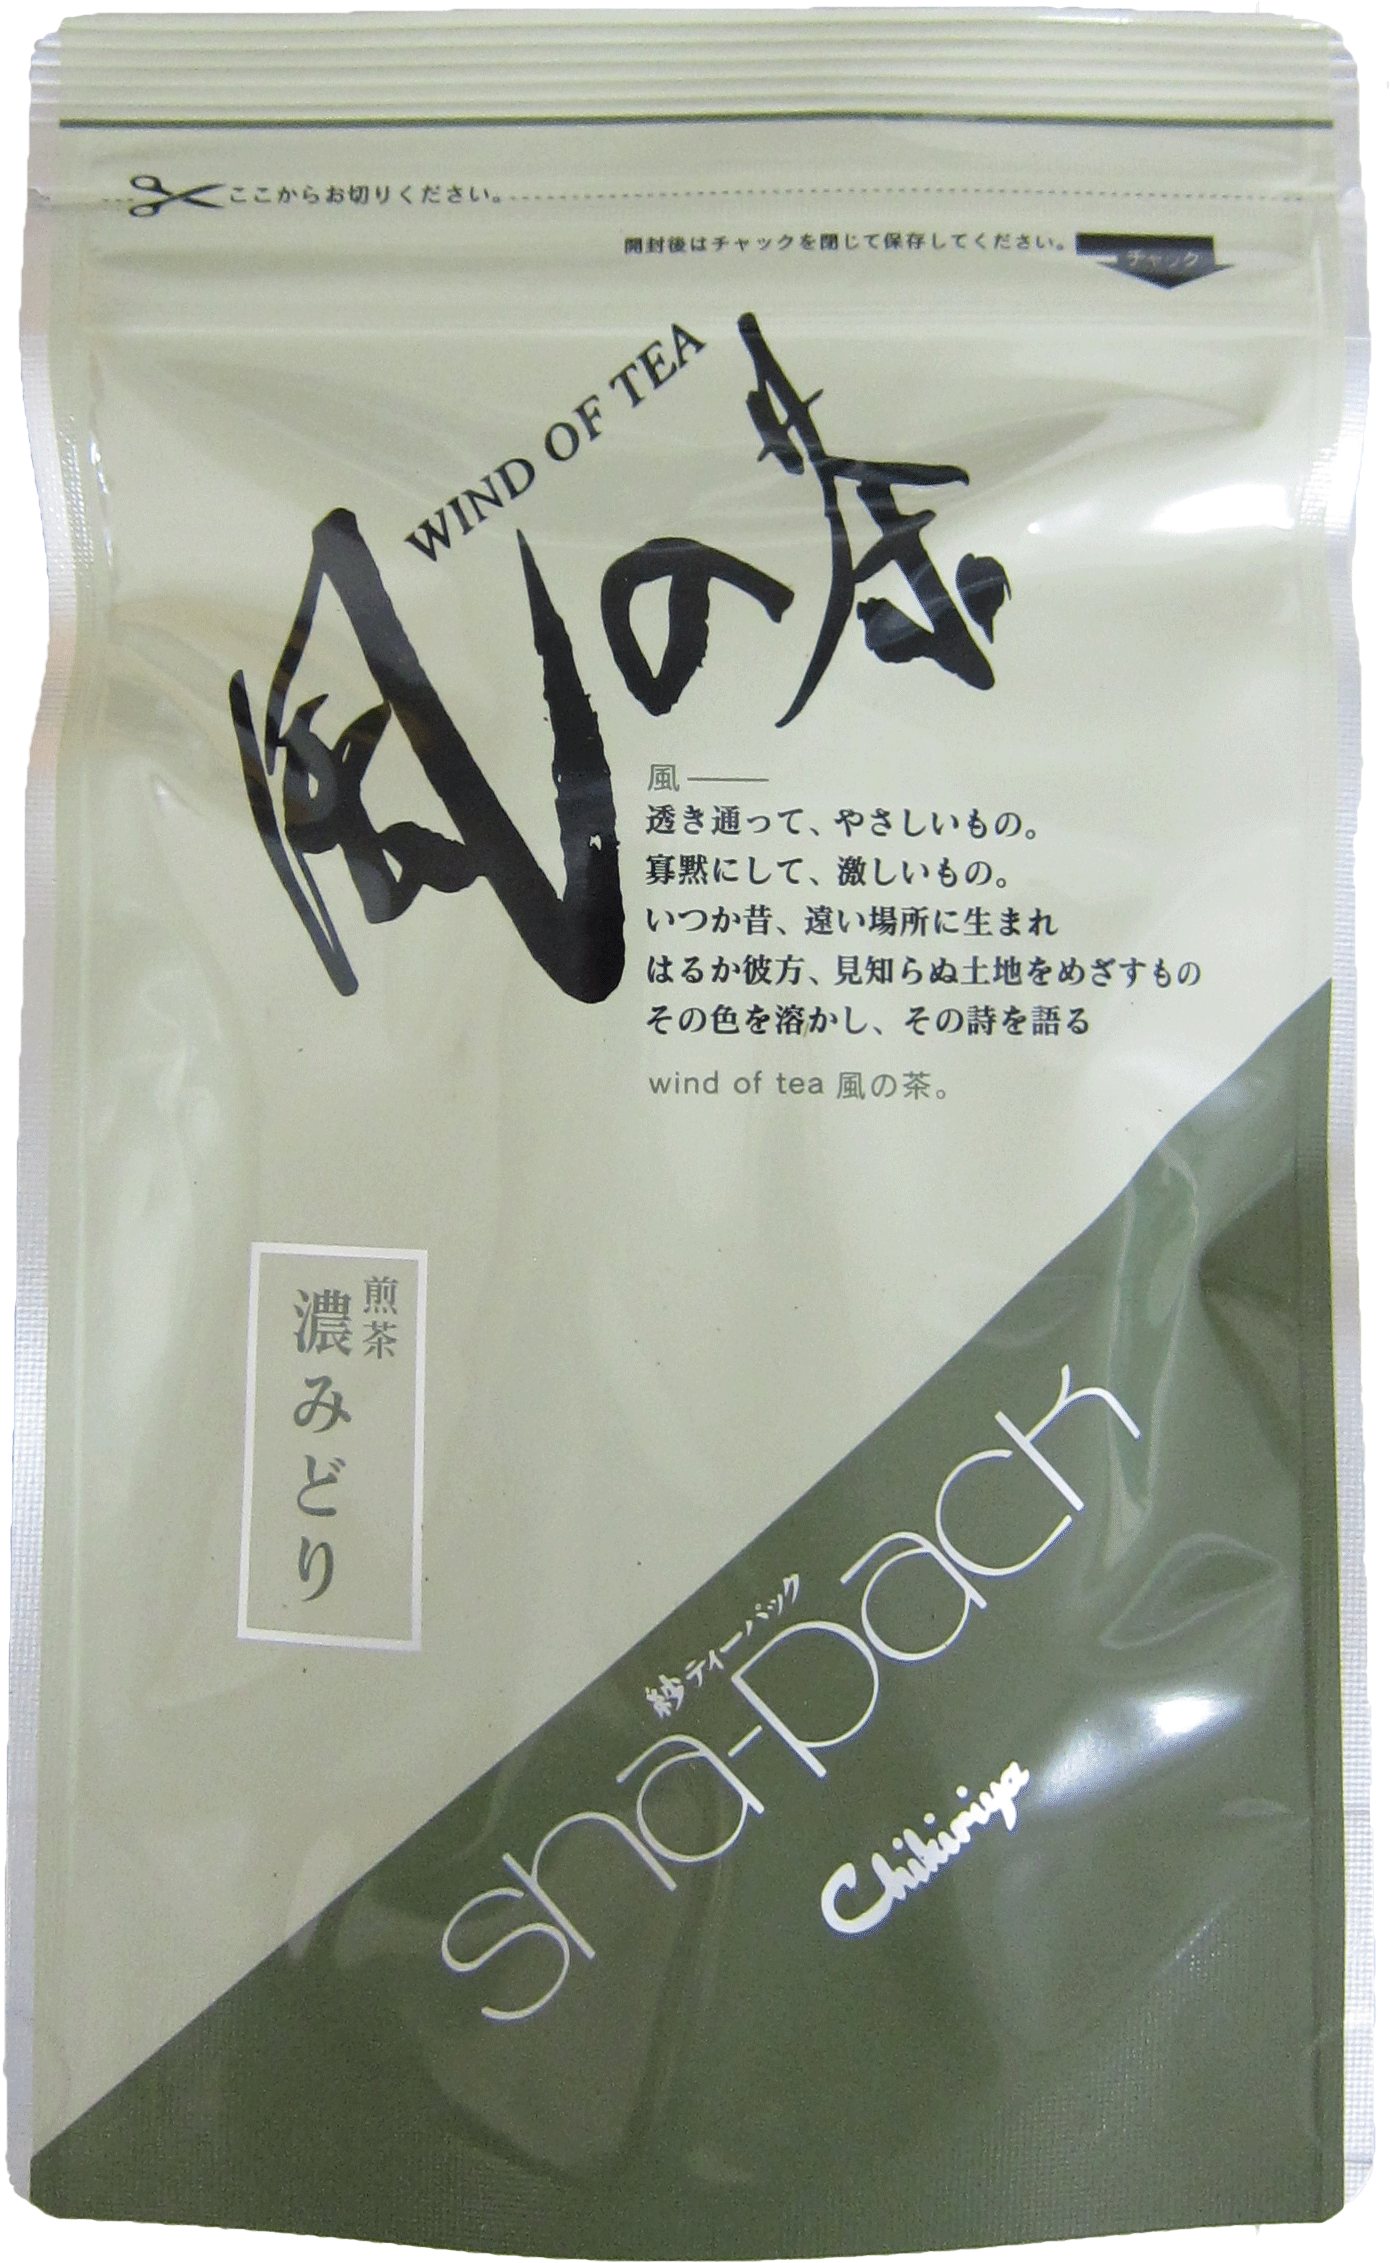 ここからお切りください。
開封後はチャックを閉じて保存してください。
チャック
WIND OF TEA
風の茶
風――
透き通って、やさしいもの。
寡黙にして、激しいもの。
いつか昔、遠い場所に生まれ
はるか彼方、見知らぬ土地をめざすもの
その色を溶かし、その詩を語る
wind of tea 風の茶。
煎茶
濃みどり
紗ティーパック
sha-pack
Chikiriya